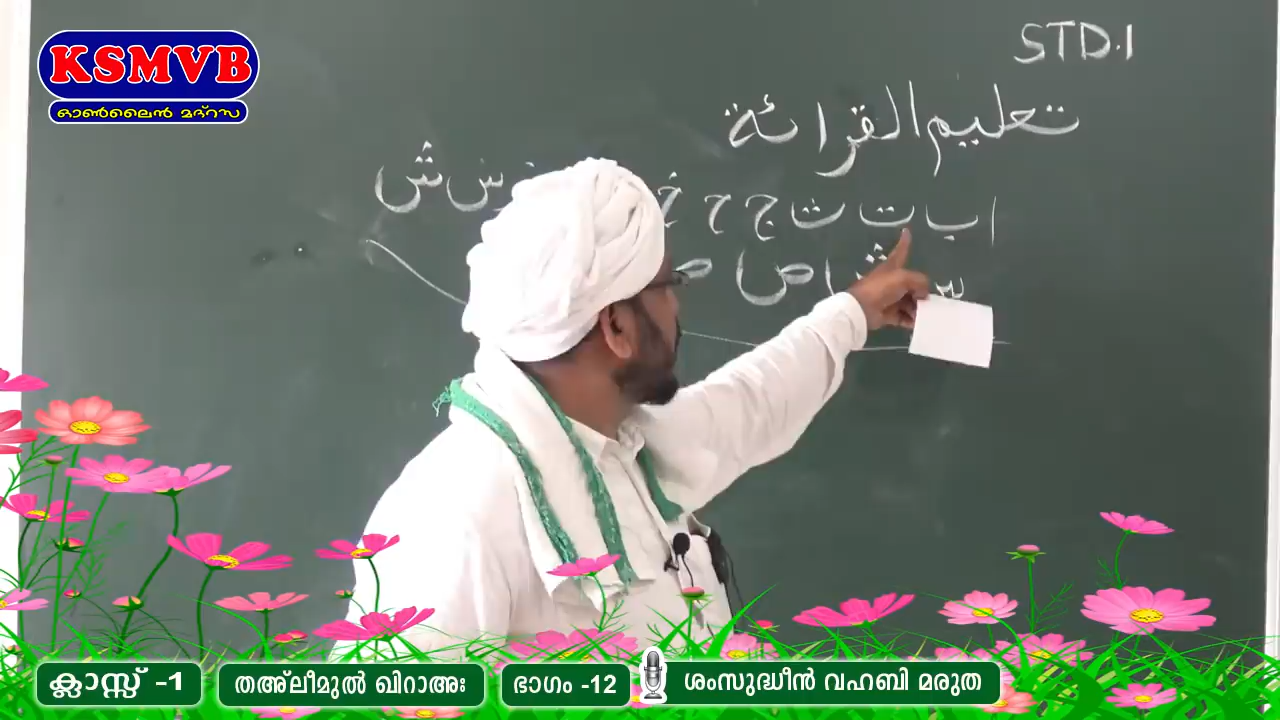 KSMVB
ഓൺലൈൻ മദ്റസ
STD.1
تعليم القرائة
ا ب ت ث ج ح خ س ش
س ش ا ص
ക്ലാസ്സ് -1
തഅ്ലീമുൽ ഖിറാഅഃ
ഭാഗം -12
ശംസുദ്ധീൻ വഹബി മരുത